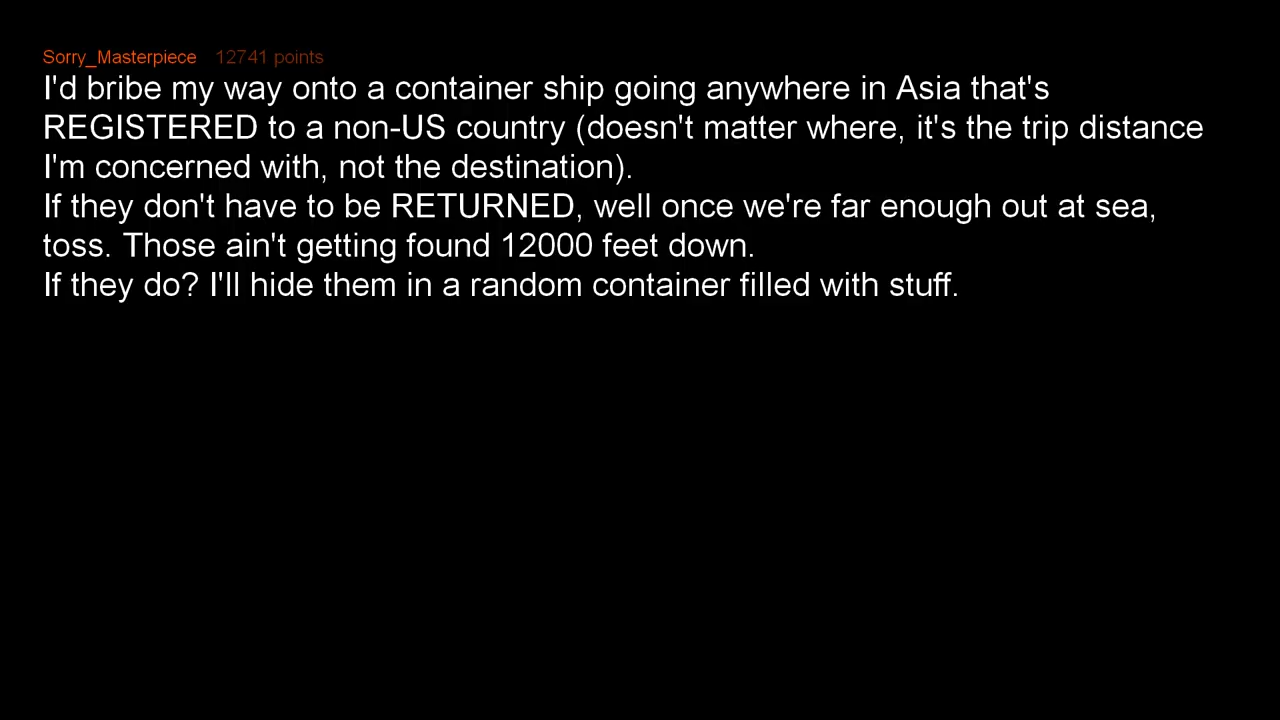 Sorry_Masterpiece 12741 points
I'd bribe my way onto a container ship going anywhere in Asia that's
REGISTERED to a non-US country (doesn't matter where, it's the trip distance
I'm concerned with, not the destination).
If they don't have to be RETURNED, well once we're far enough out at sea,
toss. Those ain't getting found 12000 feet down.
If they do? I'll hide them in a random container filled with stuff.